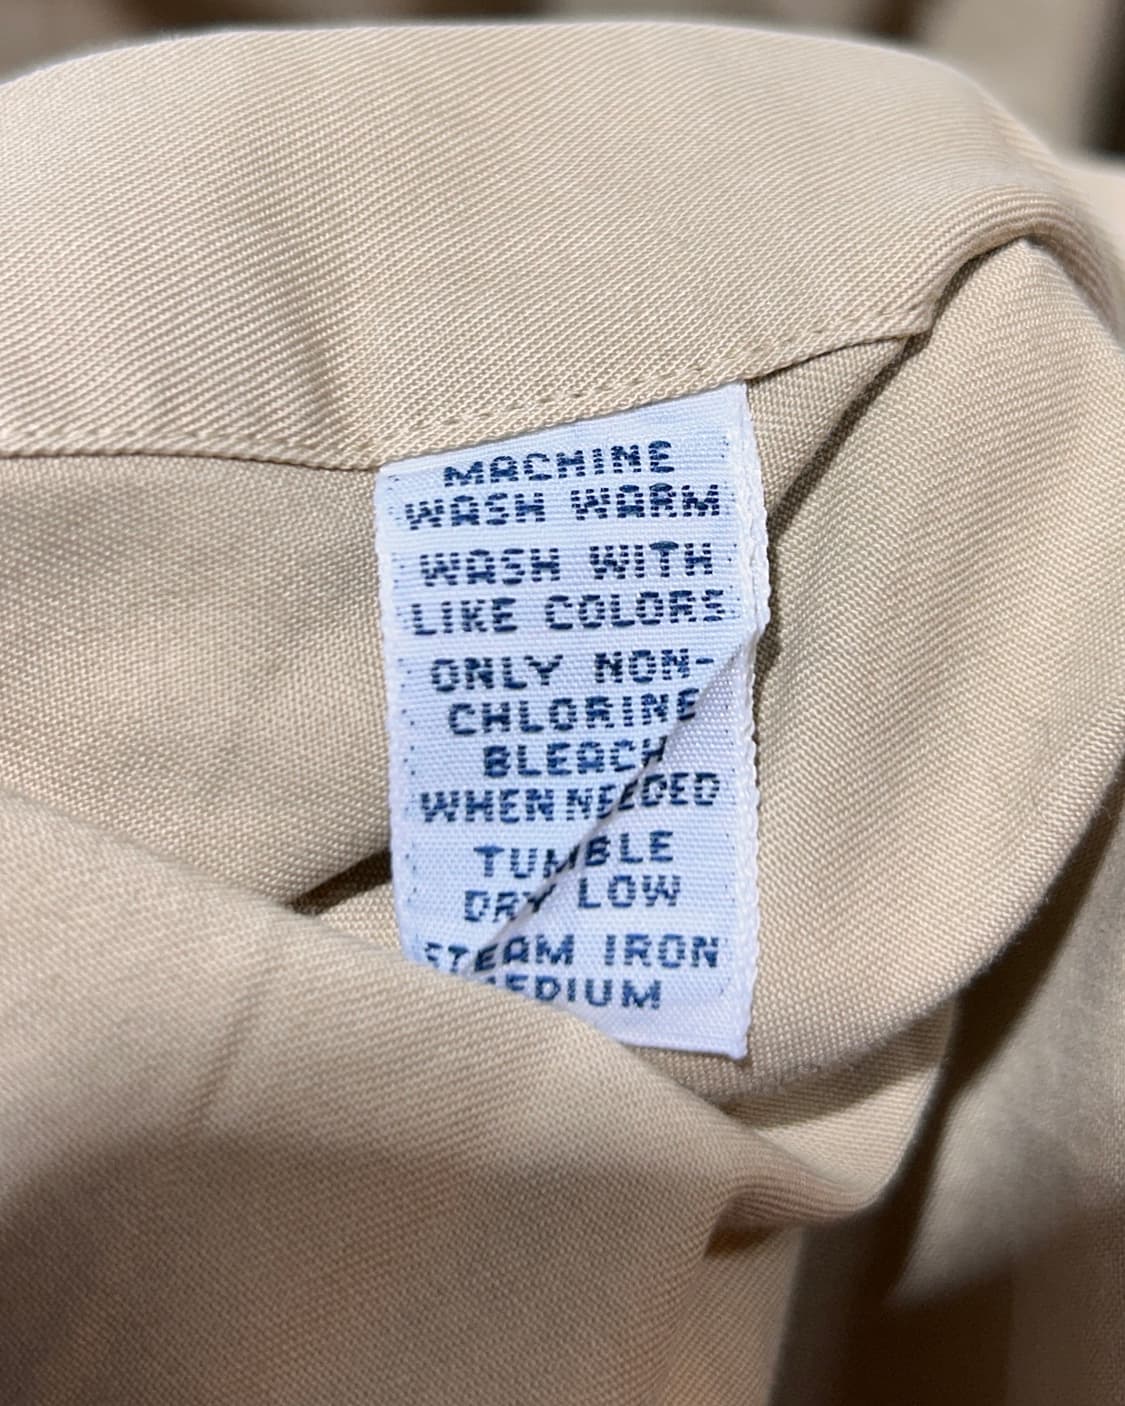 MACHINE
WASH WARM
WASH WITH
LIKE COLORS
ONLY NON-
CHLORINE
BLEACH
WHEN NEEDED
TUMBLE
DRY LOW
STEAM IRON
MEDIUM